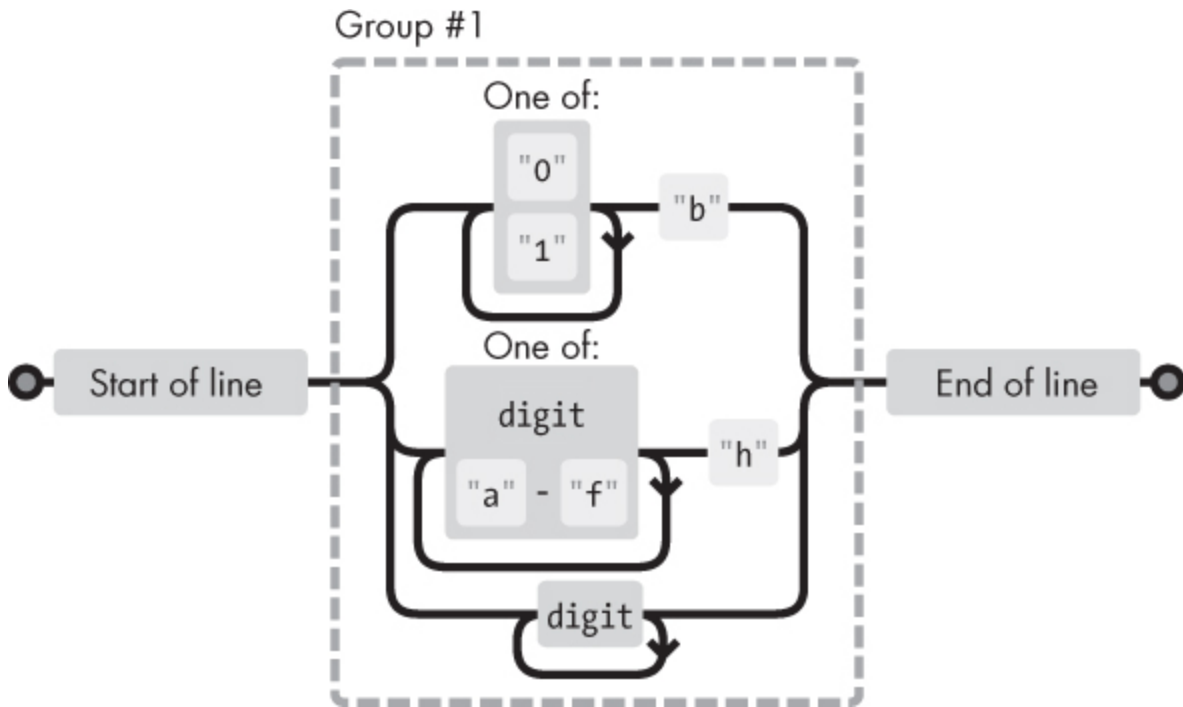 Group #1
One of:
"0"
"1"
"b"
One of:
Start of line
digit
"a" - "f"
"h"
End of line
digit